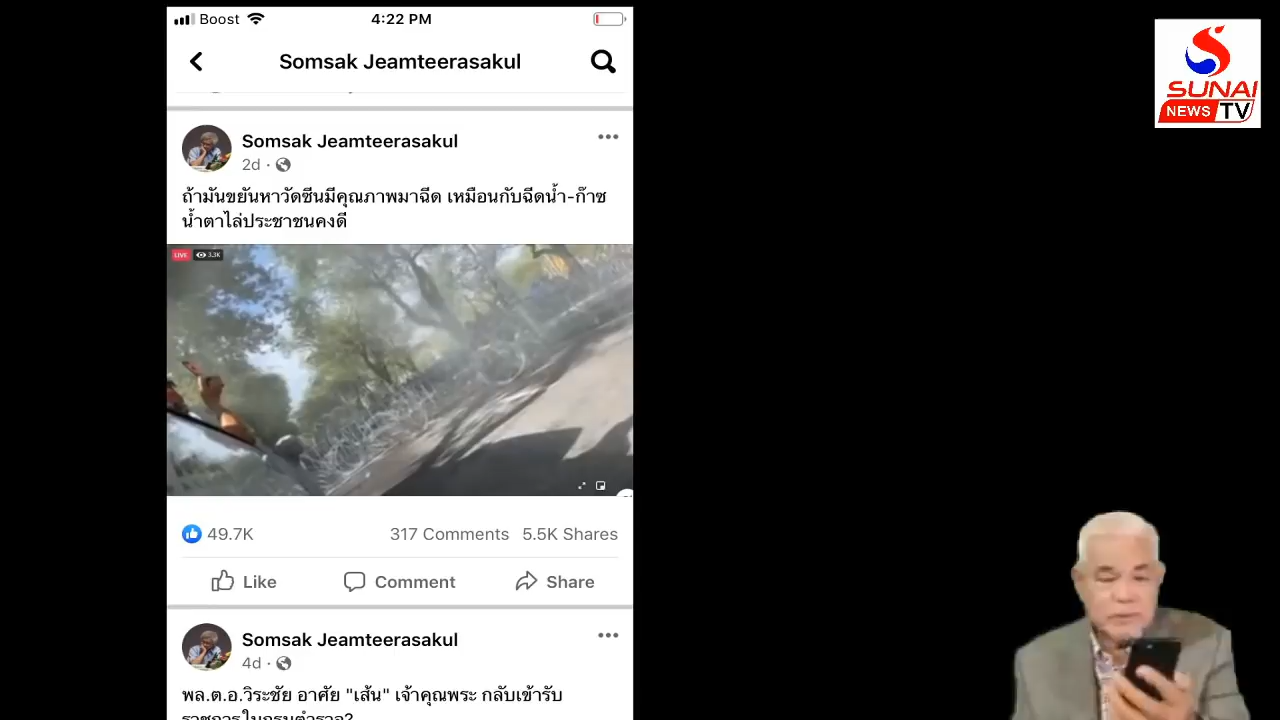 Boost 4:22 PM
Somsak Jeamteerasakul
SUNAI
NEWS TV
Somsak Jeamteerasakul
2d
ถ้ามันขยันหาวัดซีนมีคุณภาพมาฉีด เหมือนกับฉีดน้ำ-ก๊าซ
น้ำตาไล่ประชาชนคงดี
LIVE 3.3K
49.7K 317 Comments 5.5K Shares
Like Comment Share
Somsak Jeamteerasakul
4d
พล.ต.อ.วิระชัย อาศัย "เส้น" เจ้าคุณพระ กลับเข้ารับ
ราชการในกรมตำรวจ?